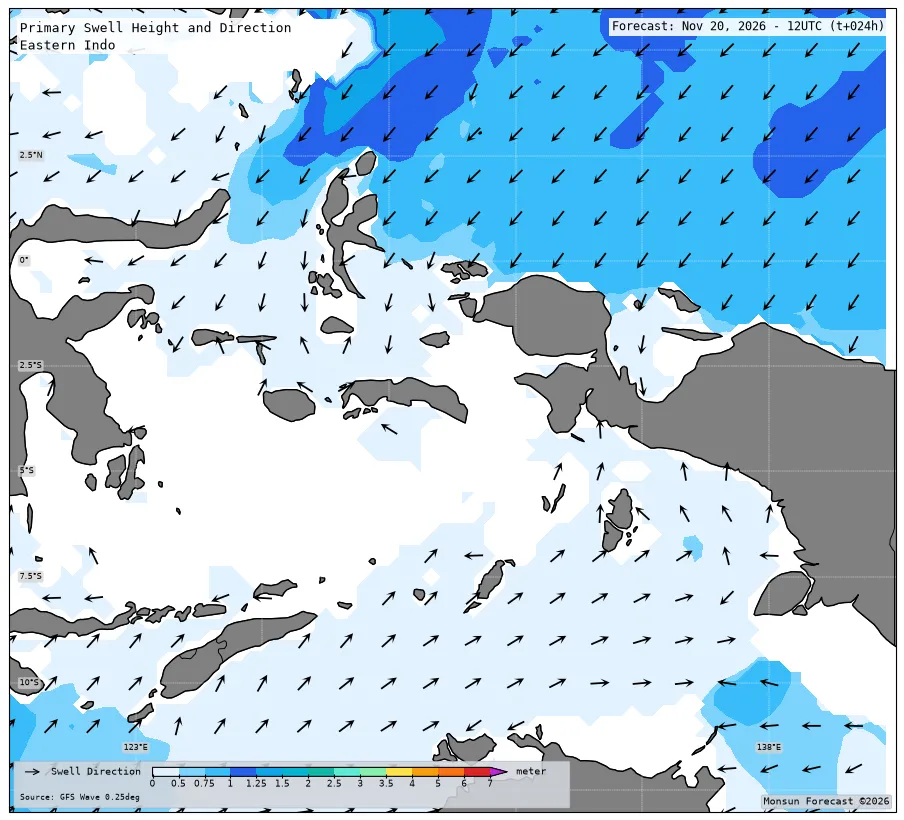 Primary Swell Height and Direction
Eastern Indo
Forecast: Nov 20, 2026 - 12UTC (t+024h)
2.5°N
0°
2.5°S
5°S
7.5°S
10°S
123°E
138°E
Swell Direction
0 0.5 0.75 1 1.25 1.5 2 2.5 3 3.5 4 5 6 7
meter
Source: GFS Wave 0.25deg
Monsun Forecast ©2026